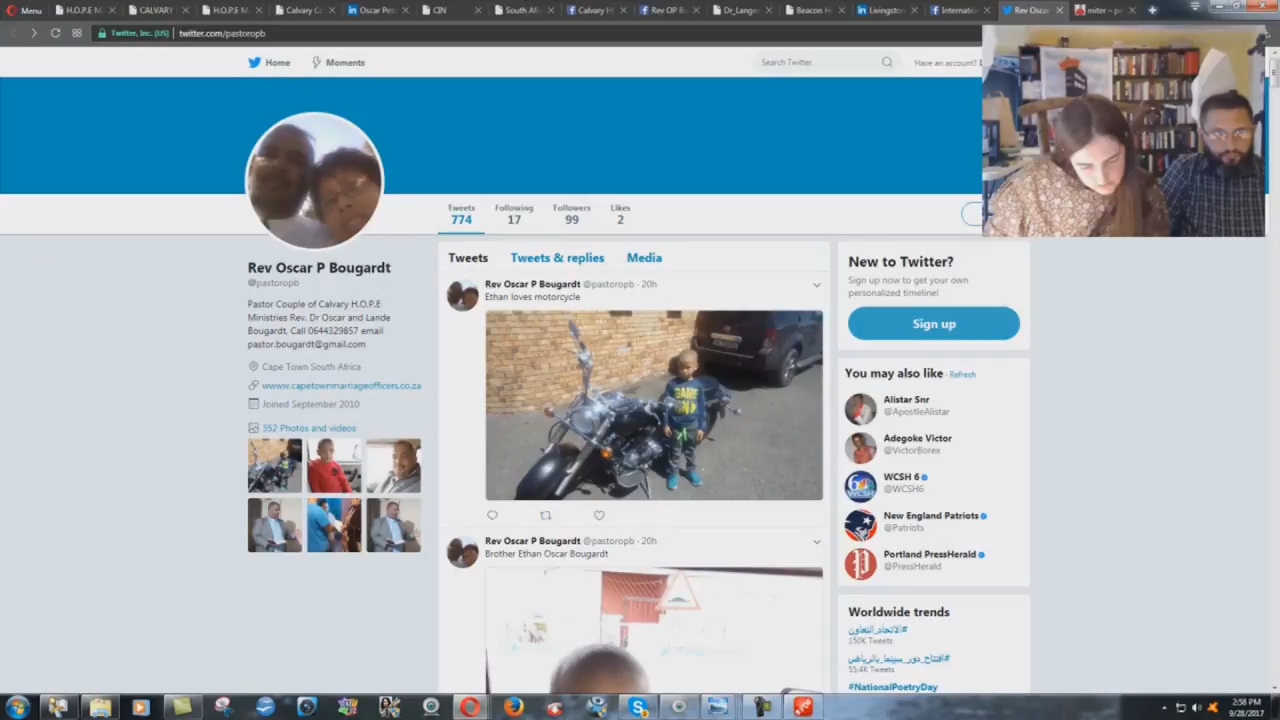 Menu
H.O.P.E M
CALVARY
H.O.P.E M
Calvary Co
Oscar Pete
CIN
South Afr
Calvary H
Rev OP B
Dr_Lange
Beacon H
Livingston
Internatio
Rev Osca
miter – p
Twitter, Inc. [US]
twitter.com/pastoropb
Home
Moments
Search Twitter
Have an account?
Tweets
774
Following
17
Followers
99
Likes
2
Rev Oscar P Bougardt
@pastoropb
Pastor Couple of Calvary H.O.P.E
Ministries Rev. Dr Oscar and Lande
Bougardt, Call 0644329857 email
pastor.bougardt@gmail.com
Cape Town South Africa
www.capetownmarriageofficers.co.za
Joined September 2010
352 Photos and videos
Tweets
Tweets & replies
Media
Rev Oscar P Bougardt @pastoropb · 20h
Ethan loves motorcycle
Rev Oscar P Bougardt @pastoropb · 20h
Brother Ethan Oscar Bougardt
New to Twitter?
Sign up now to get your own
personalized timeline!
Sign up
You may also like · Refresh
Alistar Snr
@ApostleAlistar
Adegoke Victor
@VictorBorex
WCSH 6
@WCSH6
New England Patriots
@Patriots
Portland PressHerald
@PressHerald
Worldwide trends
#الاتحاد_التعاون
150K Tweets
#افتتاح_دور_سينما_بالرياض
55.4K Tweets
#NationalPoetryDay
2:58 PM
9/28/2017